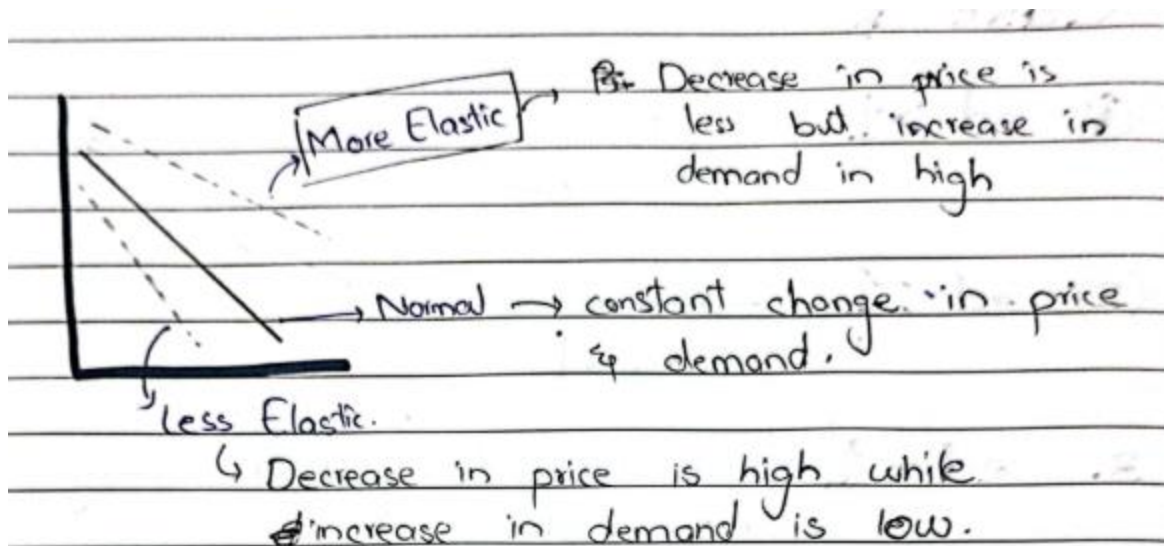 More Elastic
Decrease in price is
less but increase in
demand in high
Normal → constant change in price
& demand.
Less Elastic.
Decrease in price is high while
increase in demand is low.